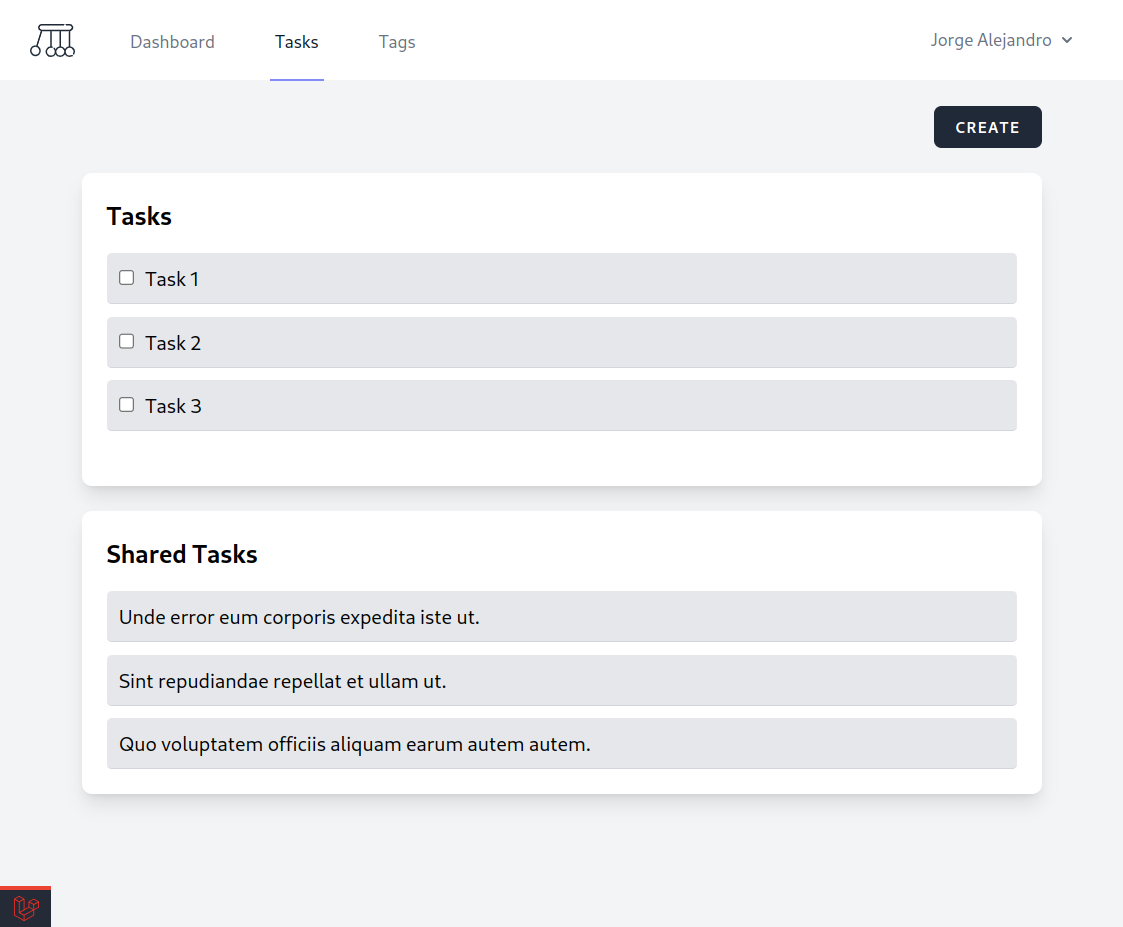 Dashboard
Tasks
Tags
Jorge Alejandro
CREATE
Tasks
Task 1
Task 2
Task 3
Shared Tasks
Unde error eum corporis expedita iste ut.
Sint repudiandae repellat et ullam ut.
Quo voluptatem officiis aliquam earum autem autem.